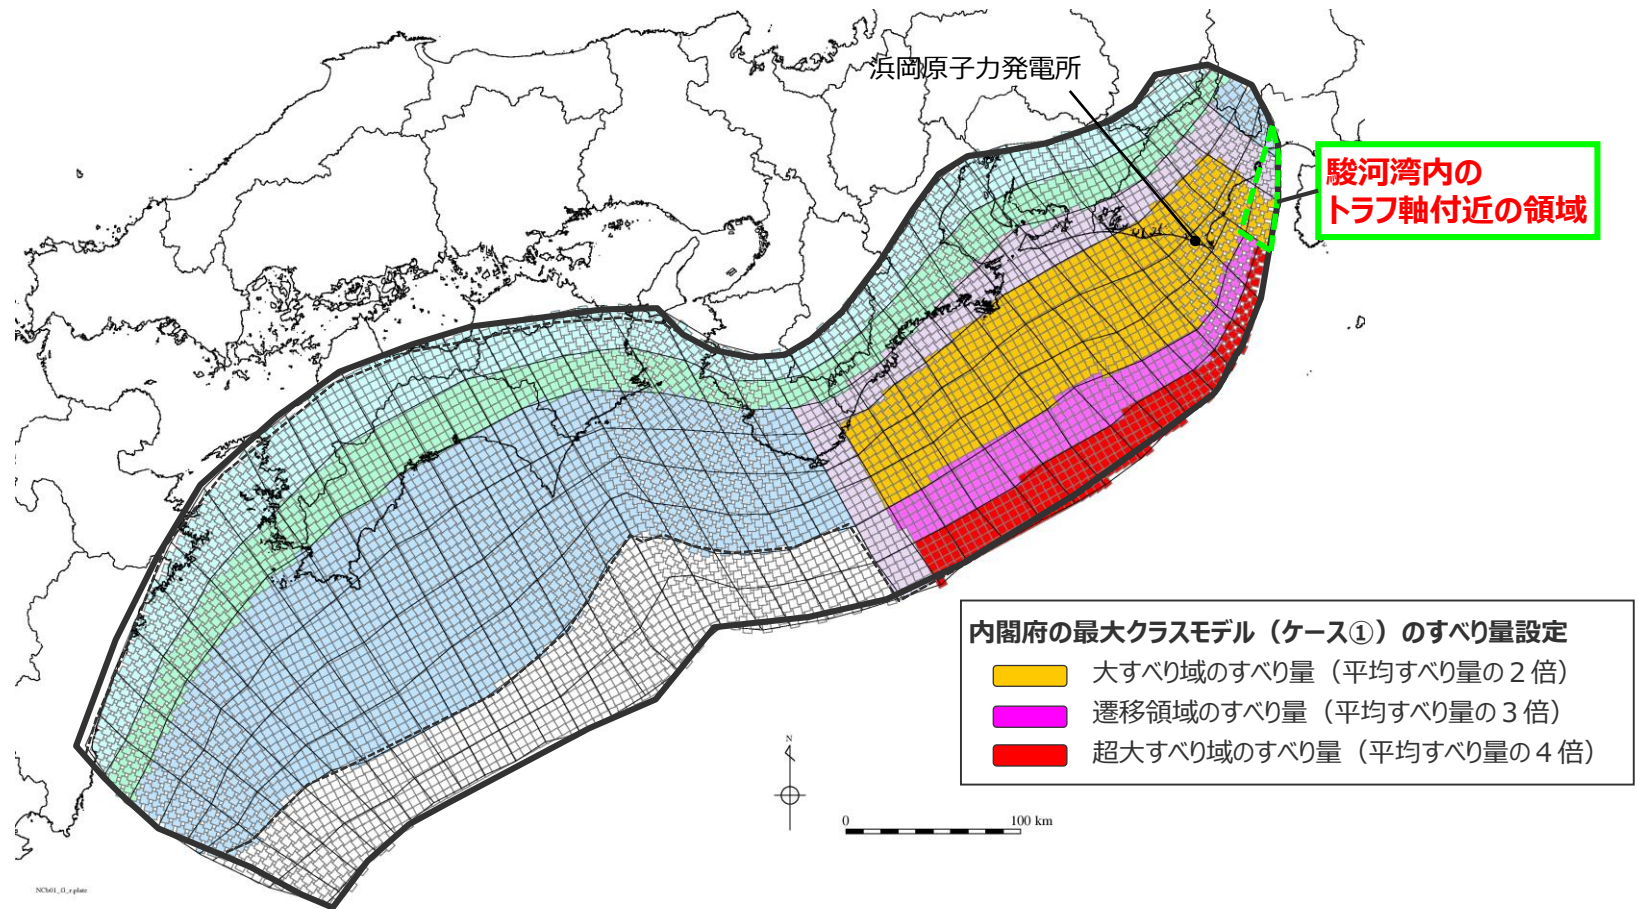 浜岡原子力発電所
駿河湾内の
トラフ軸付近の領域
内閣府の最大クラスモデル（ケース①）のすべり量設定
大すべり域のすべり量（平均すべり量の２倍）
遷移領域のすべり量（平均すべり量の３倍）
超大すべり域のすべり量（平均すべり量の４倍）
N
0 100 km